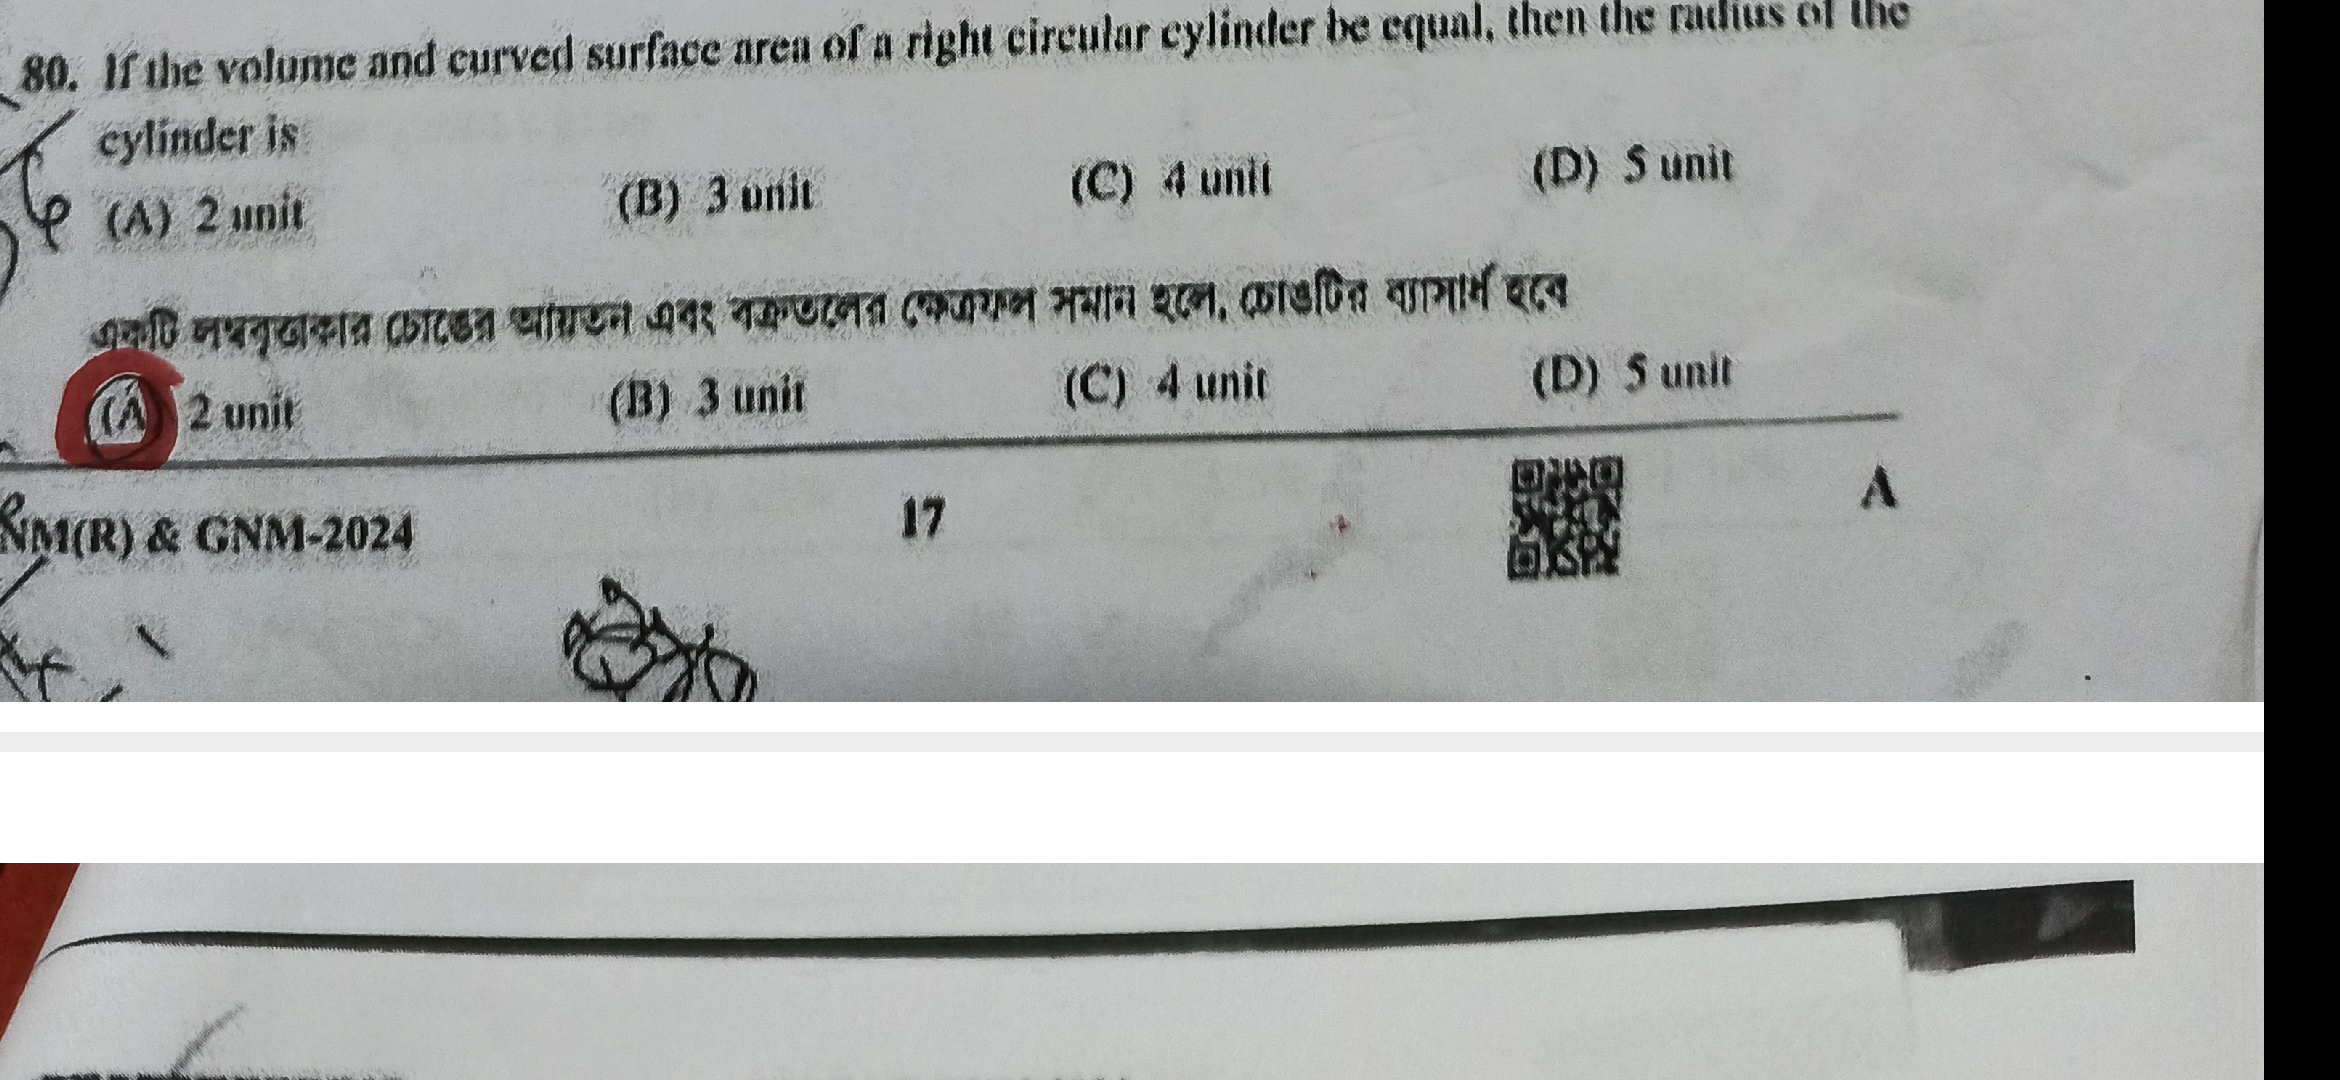 80. If the volume and curved surface area of a right circular cylinder be equal, then the radius of the
cylinder is
(A) 2 unit (B) 3 unit (C) 4 unit (D) 5 unit
একটি লম্ববৃত্তাকার চোঙের আয়তন এবং বক্রতলের ক্ষেত্রফল সমান হলে, চোঙটির ব্যাসার্ধ হবে
(A) 2 unit (B) 3 unit (C) 4 unit (D) 5 unit
NM(R) & GNM-2024 17 A